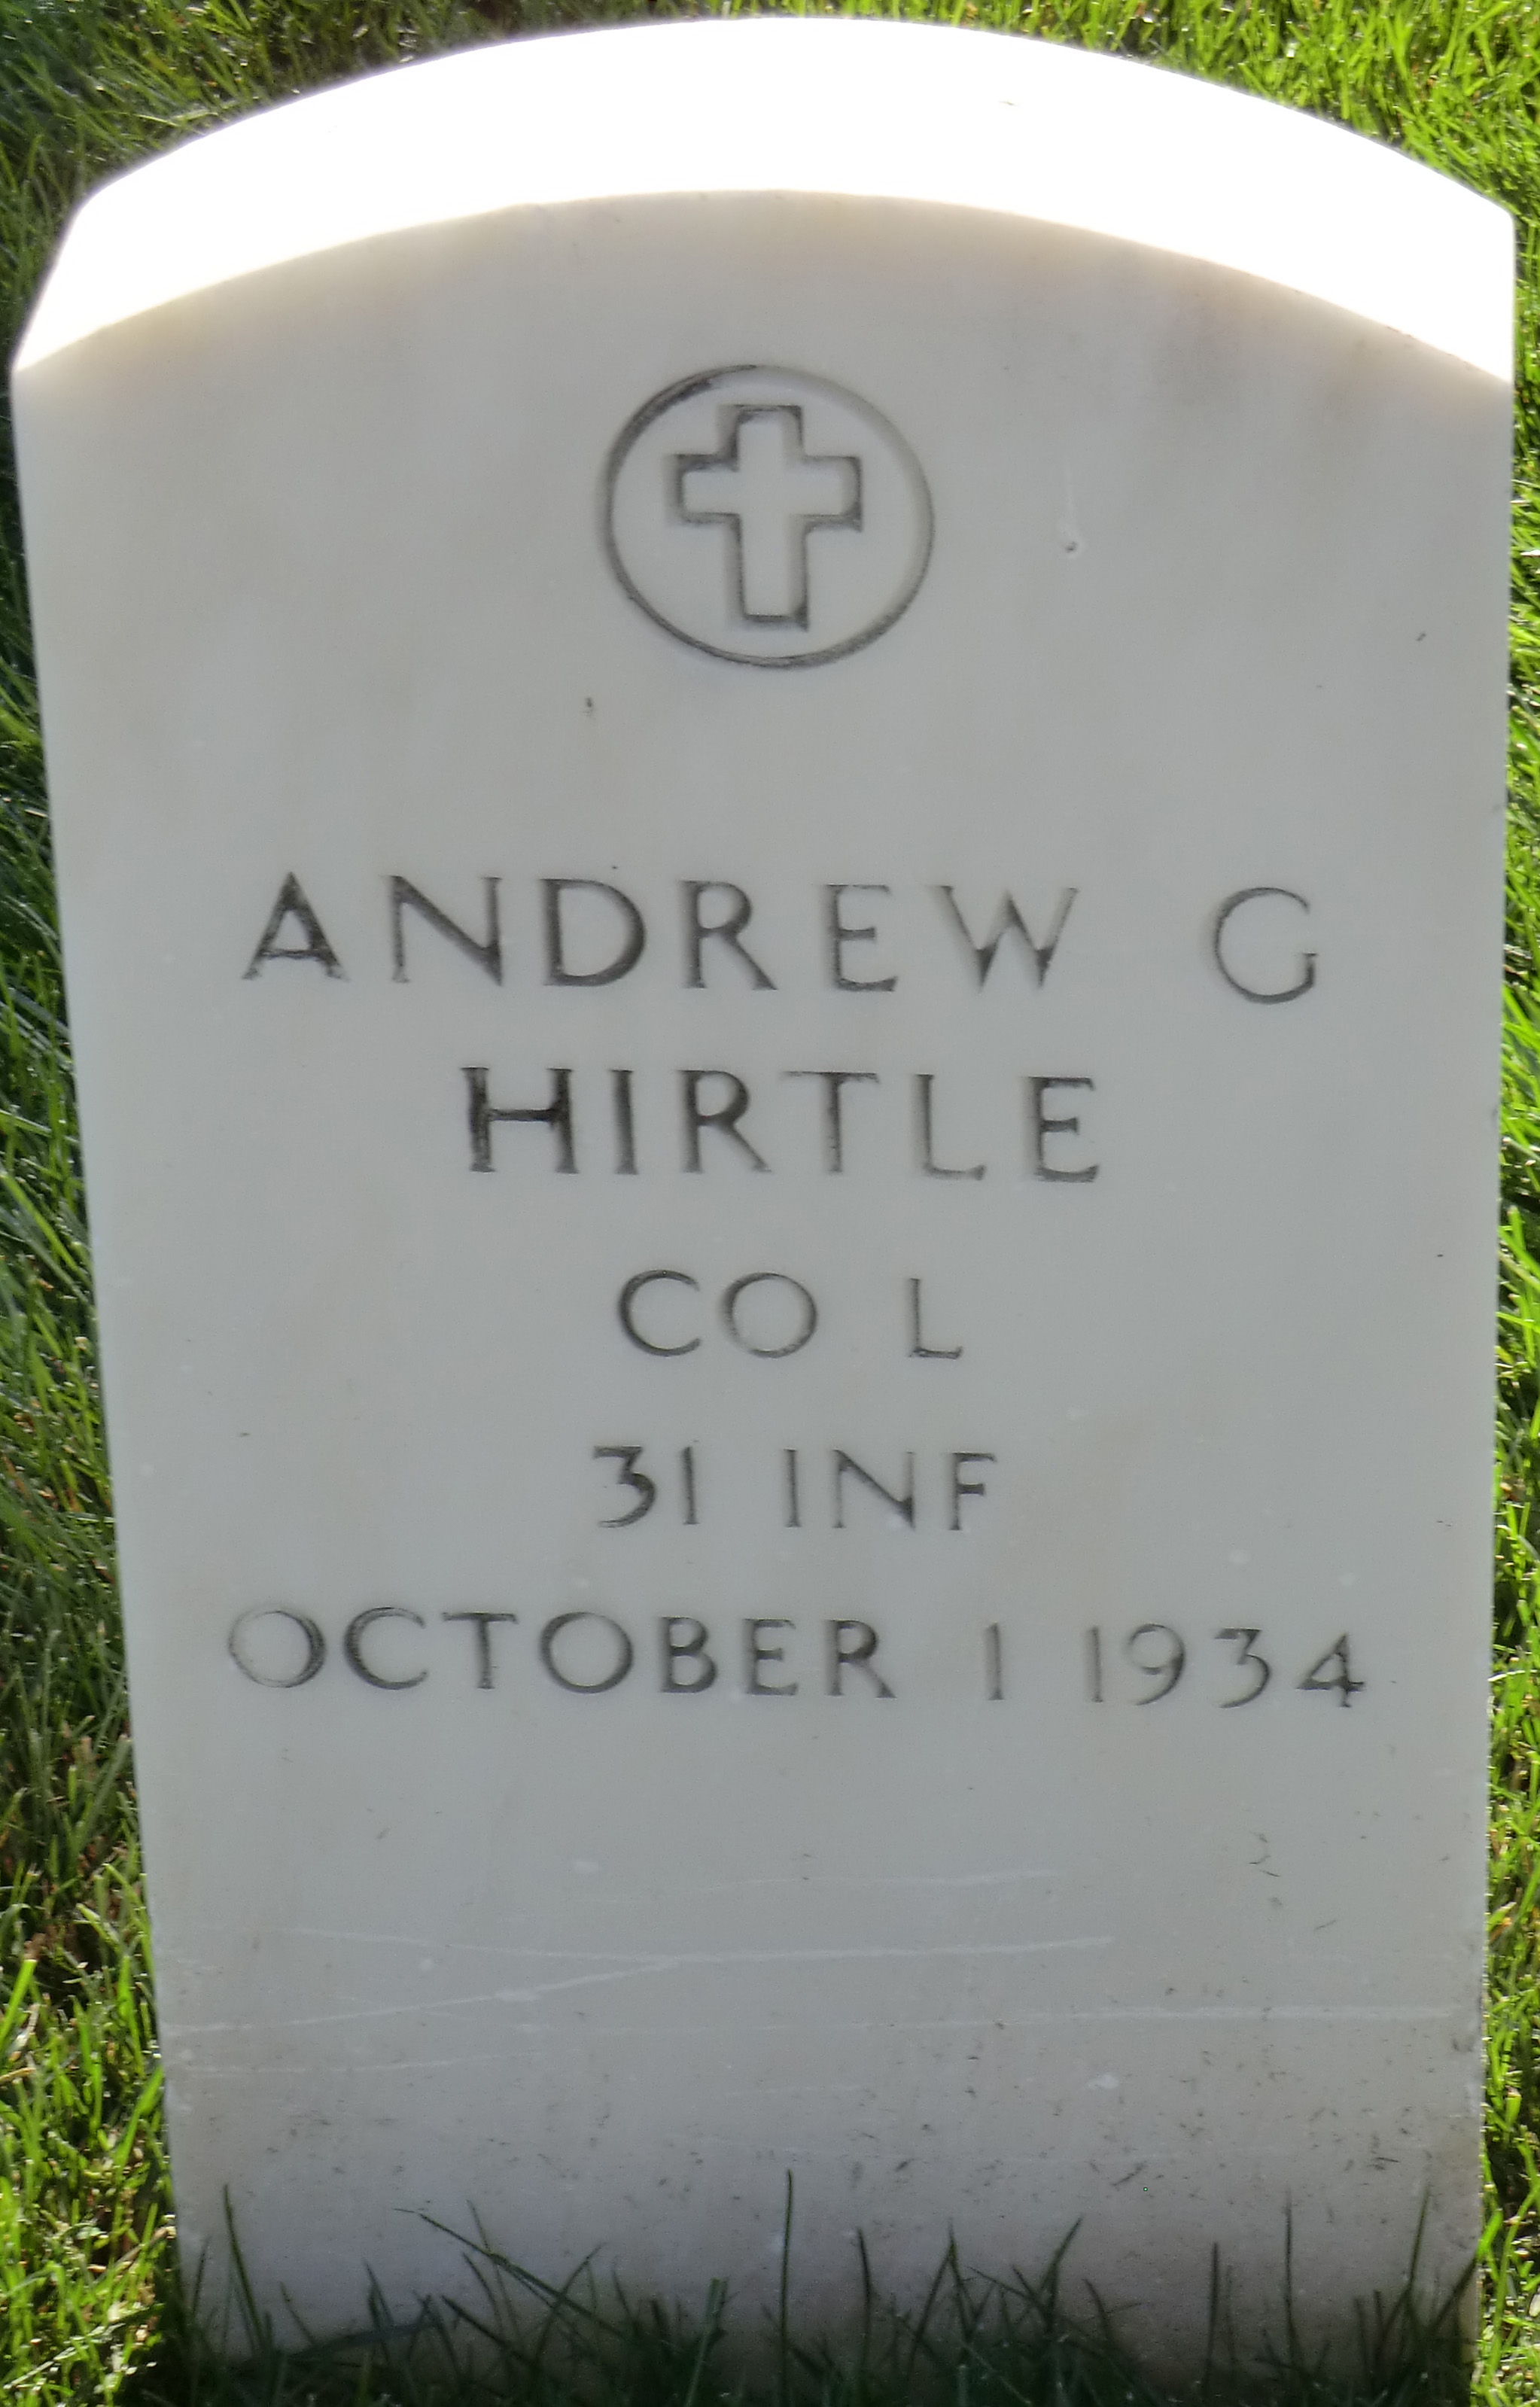 ANDREW G
HIRTLE
CO L
31 INF
OCTOBER 1 1934